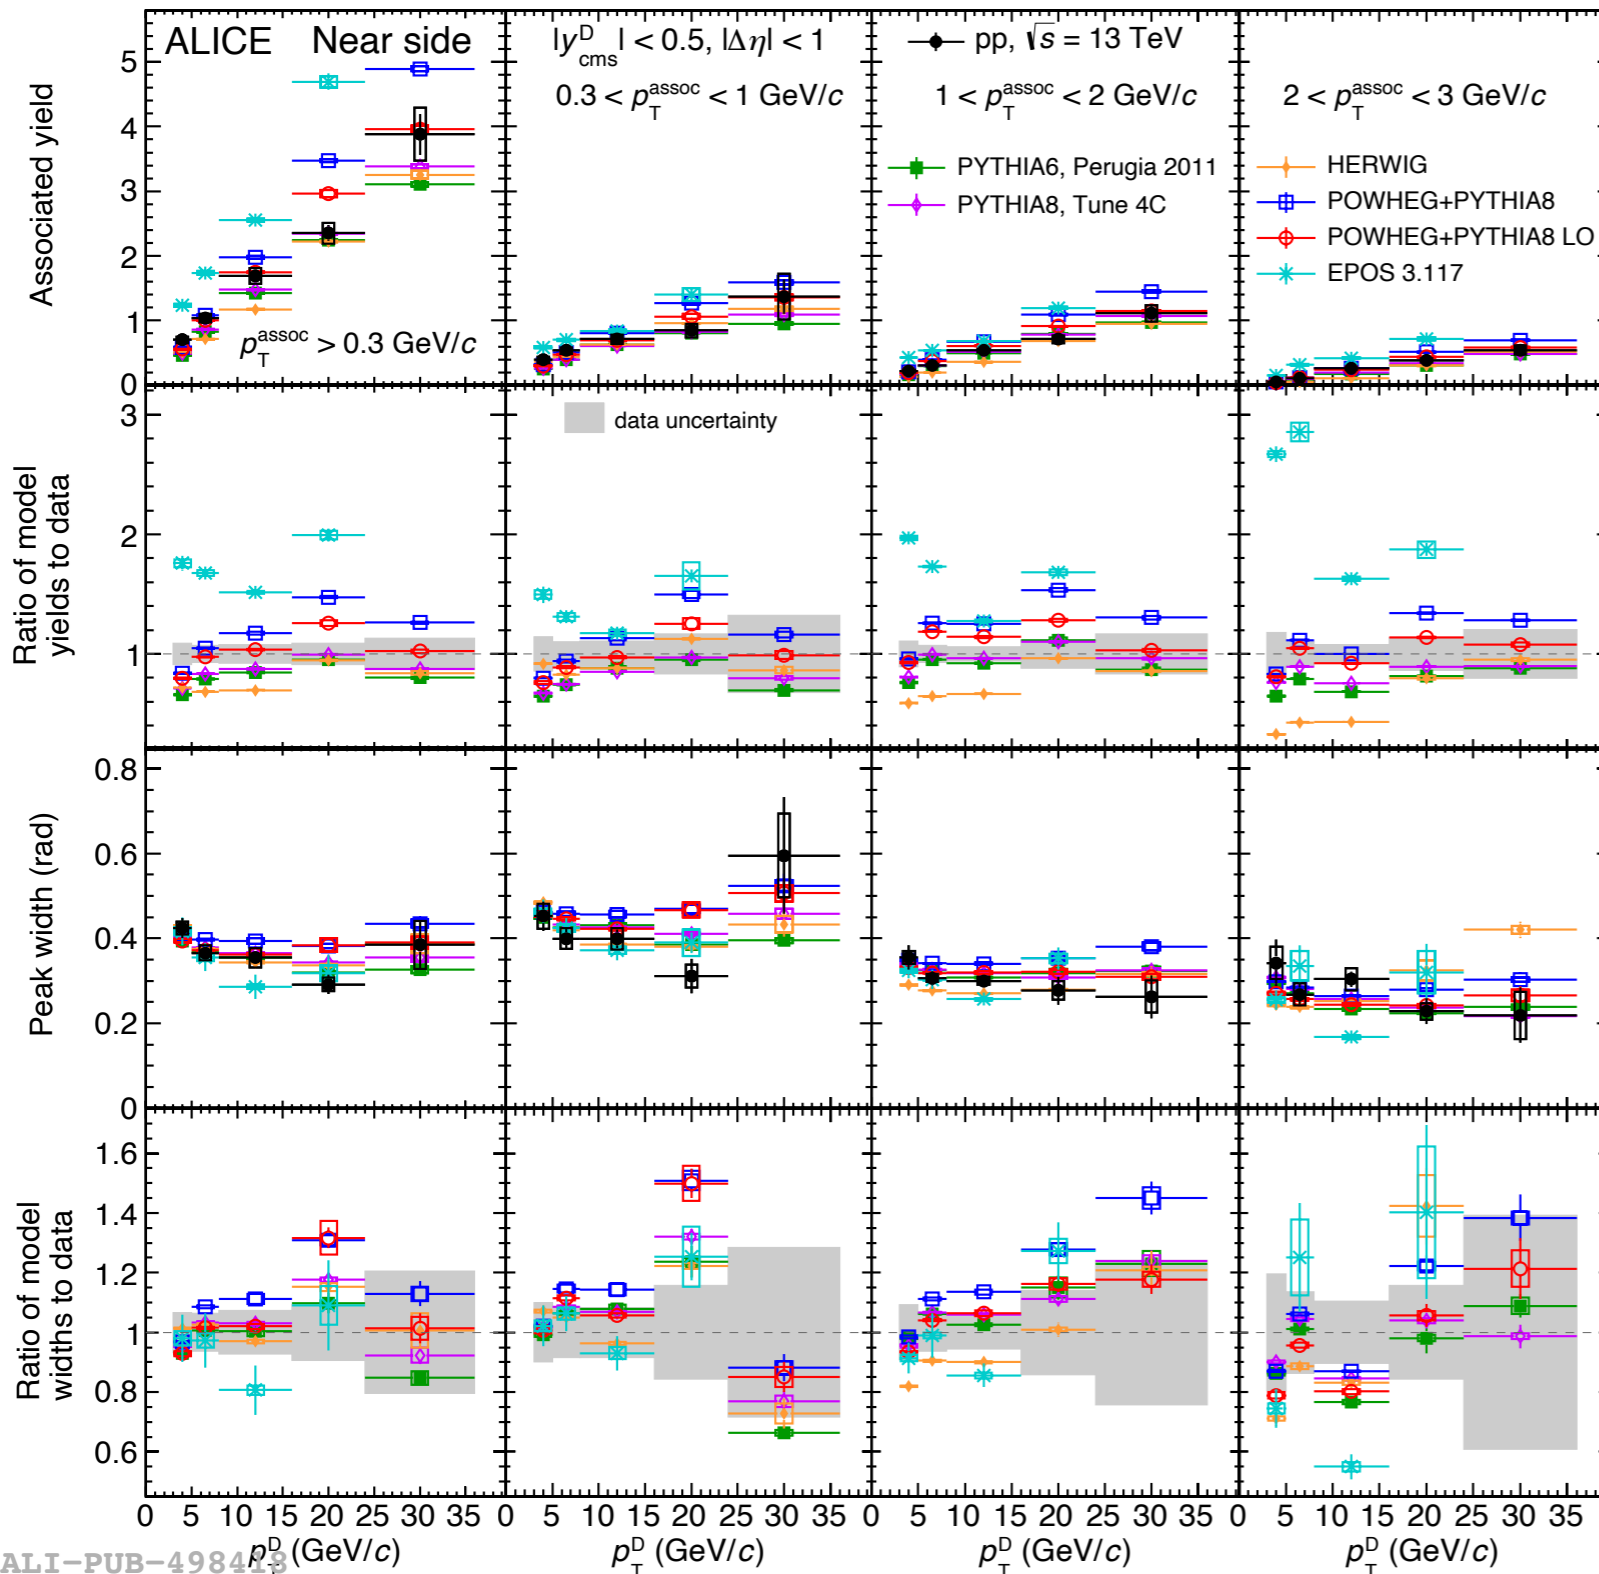 ALICE Near side
|y^D_cms| < 0.5, |Δη| < 1
pp, √s = 13 TeV
0.3 < p_T^assoc < 1 GeV/c
1 < p_T^assoc < 2 GeV/c
2 < p_T^assoc < 3 GeV/c
PYTHIA6, Perugia 2011
PYTHIA8, Tune 4C
HERWIG
POWHEG+PYTHIA8
POWHEG+PYTHIA8 LO
EPOS 3.117
p_T^assoc > 0.3 GeV/c
Associated yield
5
4
3
2
1
0
data uncertainty
Ratio of model
yields to data
3
2
1
Peak width (rad)
0.8
0.6
0.4
0.2
0
Ratio of model
widths to data
1.6
1.4
1.2
1
0.8
0.6
0 5 10 15 20 25 30 35
0 5 10 15 20 25 30 35
0 5 10 15 20 25 30 35
0 5 10 15 20 25 30 35
p_T^D (GeV/c)
p_T^D (GeV/c)
p_T^D (GeV/c)
p_T^D (GeV/c)
ALI-PUB-498418